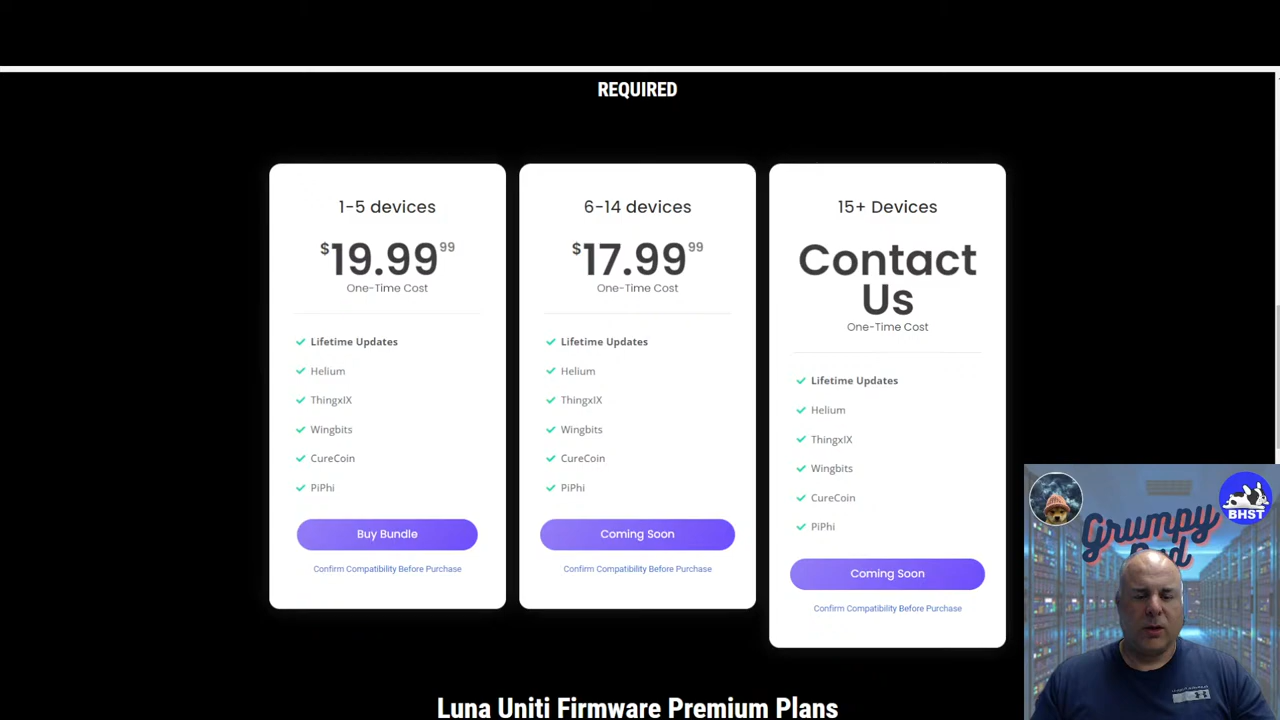 REQUIRED
1-5 devices
$19.99 99
One-Time Cost
Lifetime Updates
Helium
ThingxIX
Wingbits
CureCoin
PiPhi
Buy Bundle
Confirm Compatibility Before Purchase
6-14 devices
$17.99 99
One-Time Cost
Lifetime Updates
Helium
ThingxIX
Wingbits
CureCoin
PiPhi
Coming Soon
Confirm Compatibility Before Purchase
15+ Devices
Contact
Us
One-Time Cost
Lifetime Updates
Helium
ThingxIX
Wingbits
CureCoin
PiPhi
Coming Soon
Confirm Compatibility Before Purchase
BHST
Grumpy
Luna Uniti Firmware Premium Plans